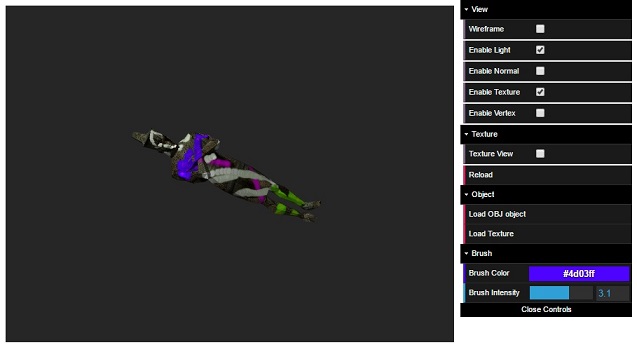 View
Wireframe
Enable Light
Enable Normal
Enable Texture
Enable Vertex
Texture
Texture View
Reload
Object
Load OBJ object
Load Texture
Brush
Brush Color #4d03ff
Brush Intensity 3.1
Close Controls